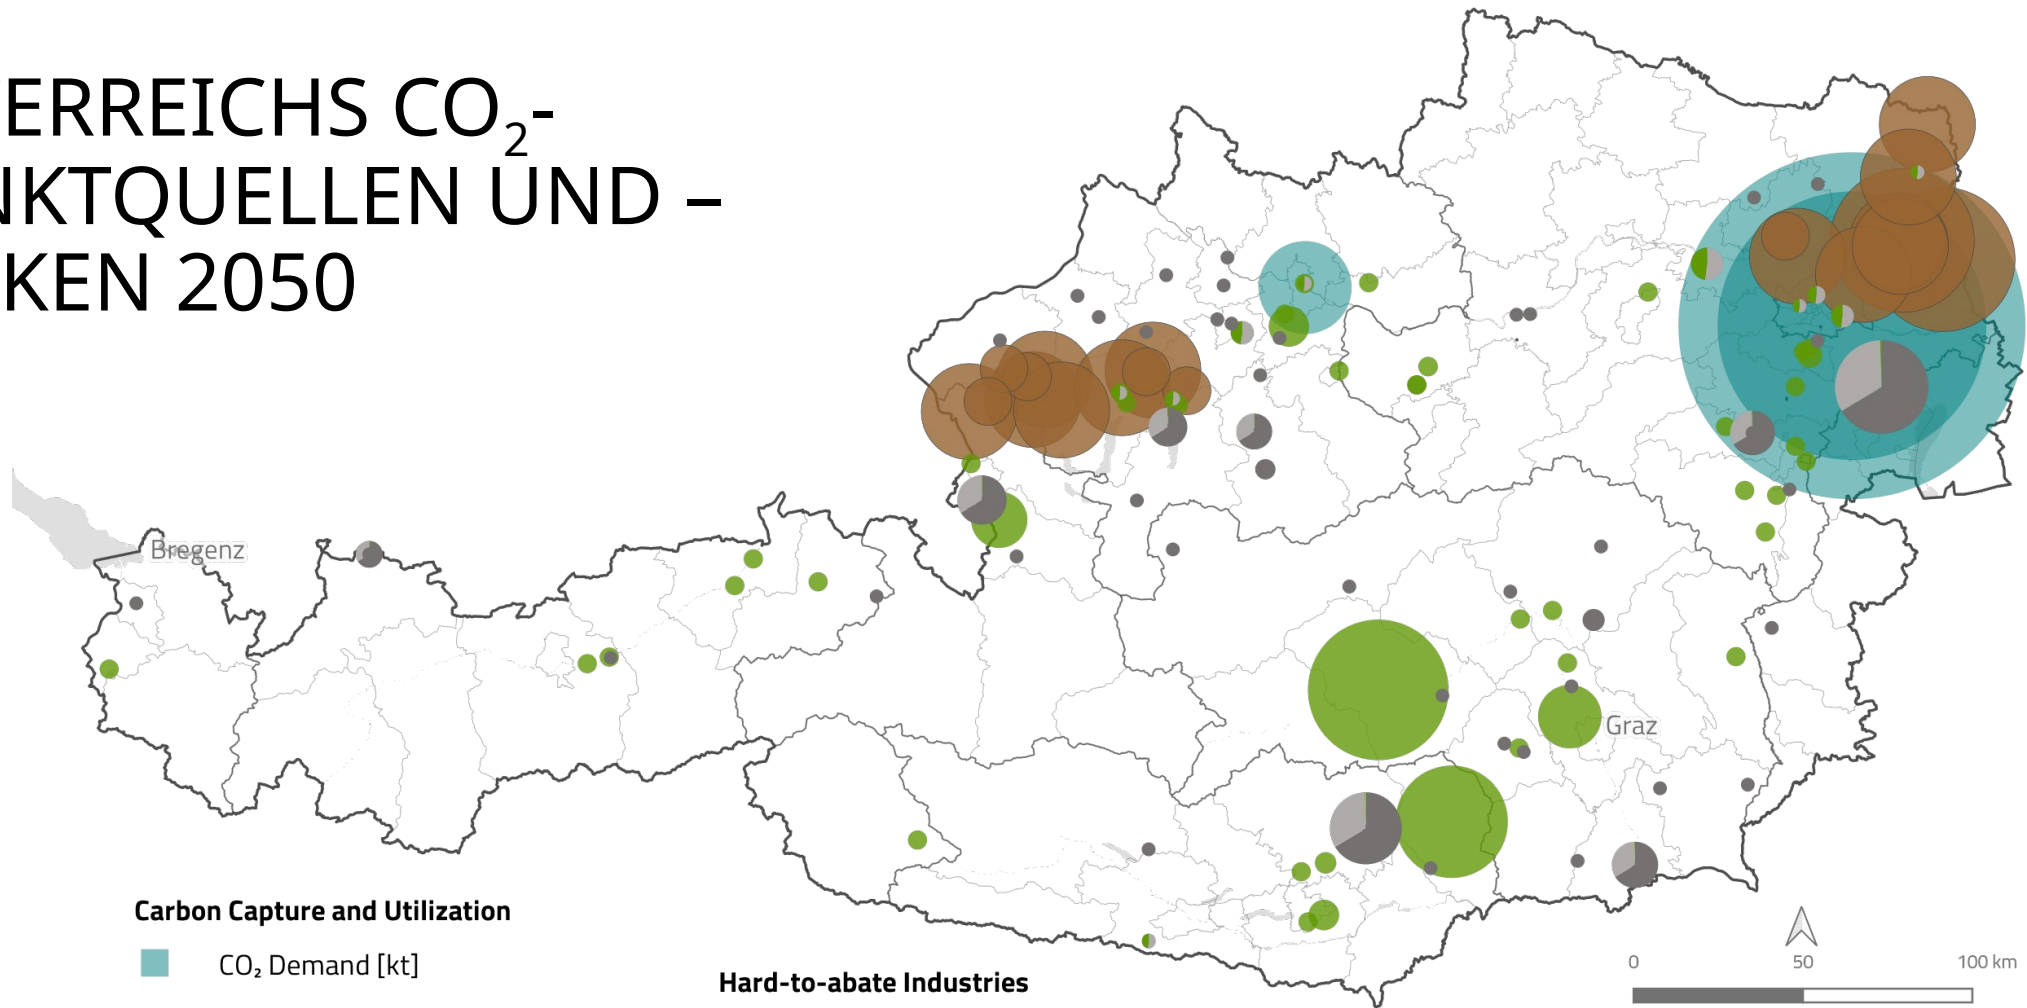 ERREICHS CO₂-
NKTQUELLEN UND –
KEN 2050
Bregenz
Graz
Carbon Capture and Utilization
CO₂ Demand [kt]
Hard-to-abate Industries
0 50 100 km